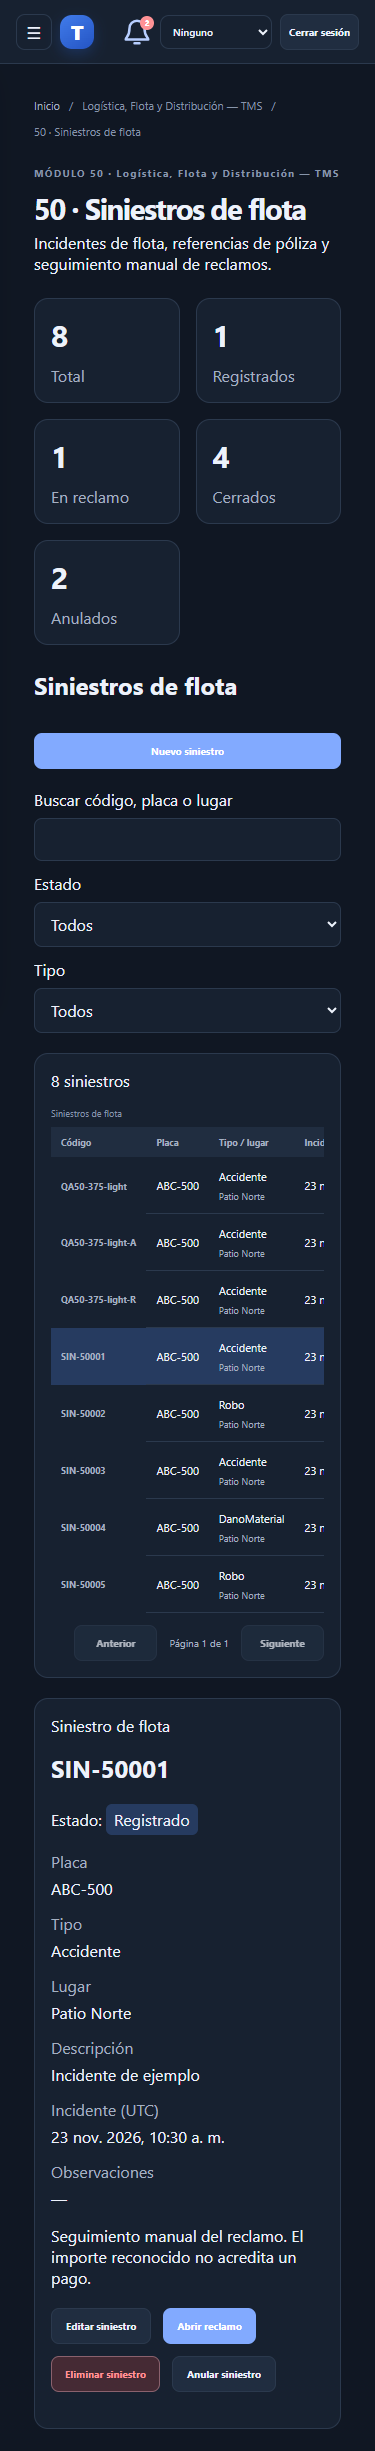 ☰ T 2 Ninguno Cerrar sesión
Inicio / Logística, Flota y Distribución — TMS /
50 · Siniestros de flota
MÓDULO 50 · Logística, Flota y Distribución — TMS
50 · Siniestros de flota
Incidentes de flota, referencias de póliza y
seguimiento manual de reclamos.
8 1
Total Registrados
1 4
En reclamo Cerrados
2
Anulados
Siniestros de flota
Nuevo siniestro
Buscar código, placa o lugar
Estado
Todos
Tipo
Todos
8 siniestros
Siniestros de flota
Código Placa Tipo / lugar Incid
QA50-375-light ABC-500 Accidente 23 n
Patio Norte
QA50-375-light-A ABC-500 Accidente 23 n
Patio Norte
QA50-375-light-R ABC-500 Accidente 23 n
Patio Norte
SIN-50001 ABC-500 Accidente 23 n
Patio Norte
SIN-50002 ABC-500 Robo 23 n
Patio Norte
SIN-50003 ABC-500 Accidente 23 n
Patio Norte
SIN-50004 ABC-500 DanoMaterial 23 n
Patio Norte
SIN-50005 ABC-500 Robo 23 n
Patio Norte
Anterior Página 1 de 1 Siguiente
Siniestro de flota
SIN-50001
Estado: Registrado
Placa
ABC-500
Tipo
Accidente
Lugar
Patio Norte
Descripción
Incidente de ejemplo
Incidente (UTC)
23 nov. 2026, 10:30 a. m.
Observaciones
—
Seguimiento manual del reclamo. El
importe reconocido no acredita un
pago.
Editar siniestro Abrir reclamo
Eliminar siniestro Anular siniestro